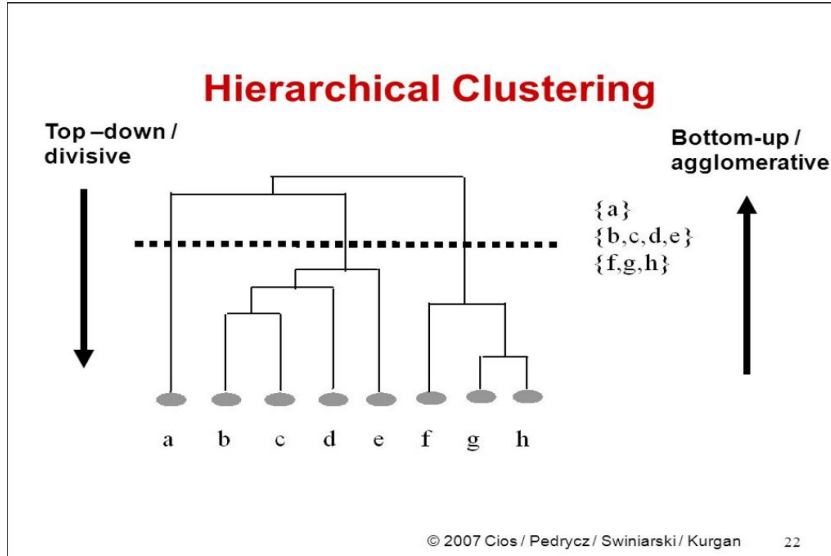 Hierarchical Clustering
Top –down /
divisive
Bottom-up /
agglomerative
{a}
{b,c,d,e}
{f,g,h}
a b c d e f g h
© 2007 Cios / Pedrycz / Swiniarski / Kurgan 22